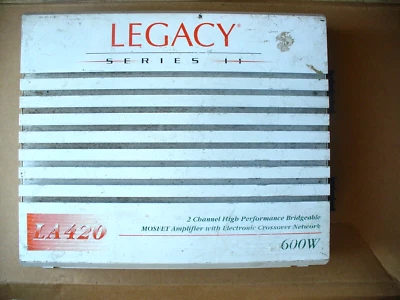 LEGACY®
SERIES II
2 Channel High Performance Bridgeable
LA420 MOSFET Amplifier with Electronic Crossover Network
600W